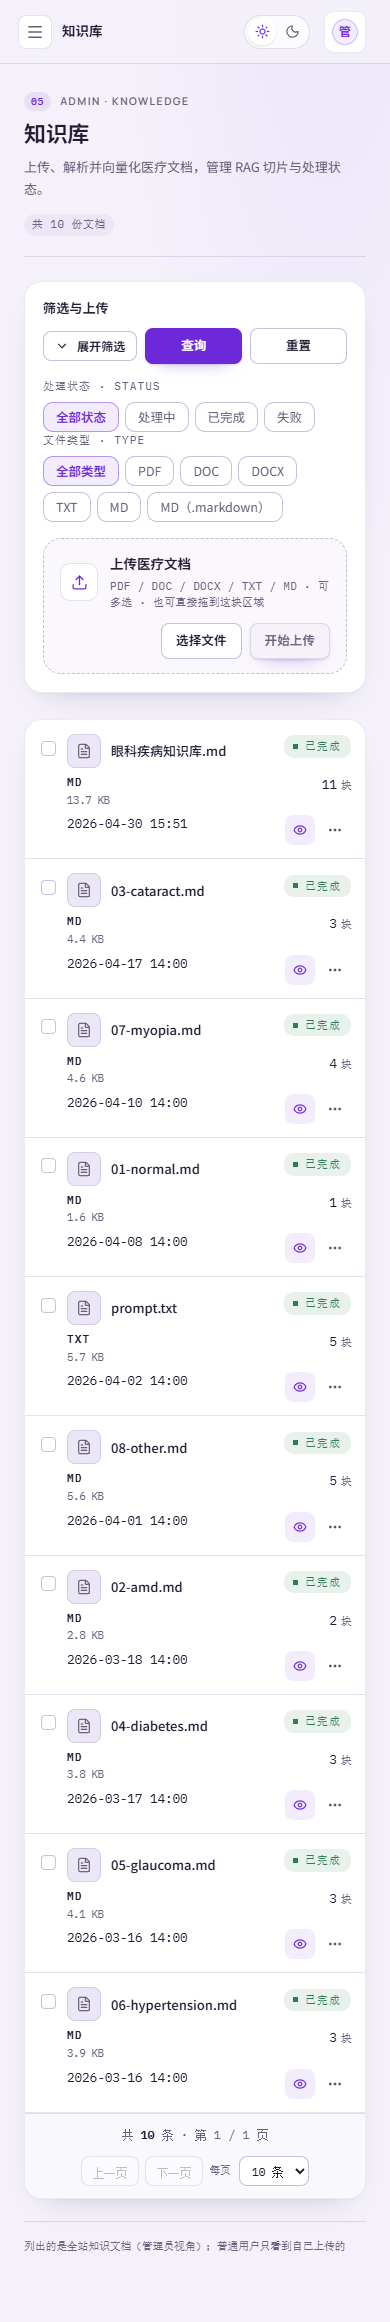 知识库
管
05 ADMIN · KNOWLEDGE
知识库
上传、解析并向量化医疗文档，管理 RAG 切片与处理状
态。
共 10 份文档
筛选与上传
展开筛选 查询 重置
处理状态 · STATUS
全部状态 处理中 已完成 失败
文件类型 · TYPE
全部类型 PDF DOC DOCX
TXT MD MD（.markdown）
上传医疗文档
PDF / DOC / DOCX / TXT / MD · 可
多选 · 也可直接拖到这块区域
选择文件 开始上传
眼科疾病知识库.md 已完成
MD 11 块
13.7 KB
2026-04-30 15:51
03-cataract.md 已完成
MD 3 块
4.4 KB
2026-04-17 14:00
07-myopia.md 已完成
MD 4 块
4.6 KB
2026-04-10 14:00
01-normal.md 已完成
MD 1 块
1.6 KB
2026-04-08 14:00
prompt.txt 已完成
TXT 5 块
5.7 KB
2026-04-02 14:00
08-other.md 已完成
MD 5 块
5.6 KB
2026-04-01 14:00
02-amd.md 已完成
MD 2 块
2.8 KB
2026-03-18 14:00
04-diabetes.md 已完成
MD 3 块
3.8 KB
2026-03-17 14:00
05-glaucoma.md 已完成
MD 3 块
4.1 KB
2026-03-16 14:00
06-hypertension.md 已完成
MD 3 块
3.9 KB
2026-03-16 14:00
共 10 条 · 第 1 / 1 页
上一页 下一页 每页 10 条
列出的是全站知识文档（管理员视角）；普通用户只看到自己上传的